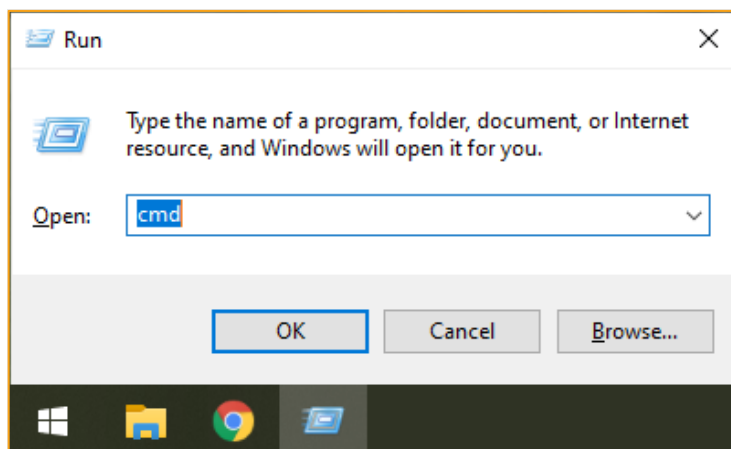 Run
Type the name of a program, folder, document, or Internet
resource, and Windows will open it for you.
Open: cmd
OK Cancel Browse...